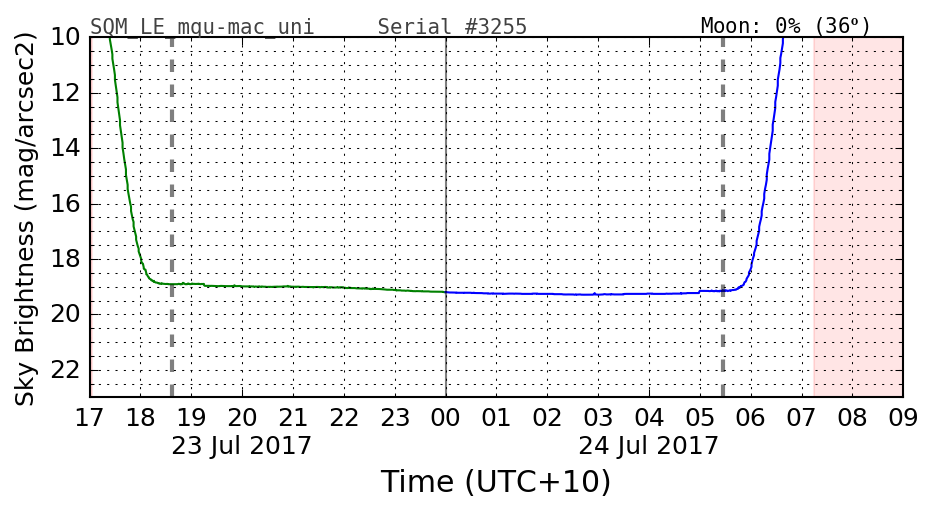 SQM_LE_mqu-mac_uni Serial #3255 Moon: 0% (36°)
Sky Brightness (mag/arcsec2)
10
12
14
16
18
20
22
17 18 19 20 21 22 23 00 01 02 03 04 05 06 07 08 09
23 Jul 2017 24 Jul 2017
Time (UTC+10)